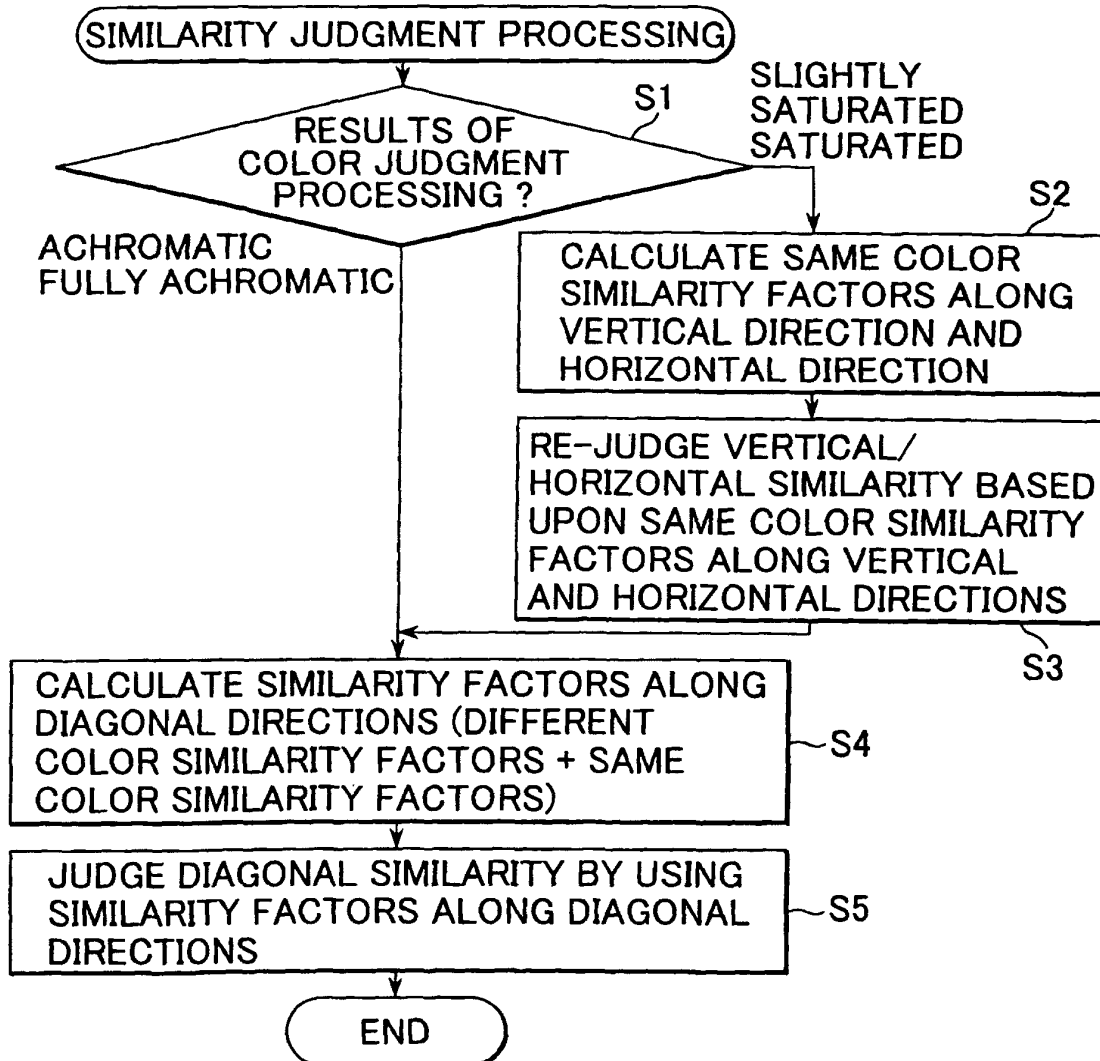 SIMILARITY JUDGMENT PROCESSING
S1
RESULTS OF
COLOR JUDGMENT
PROCESSING ?
SLIGHTLY
SATURATED
SATURATED
ACHROMATIC
FULLY ACHROMATIC
S2
CALCULATE SAME COLOR
SIMILARITY FACTORS ALONG
VERTICAL DIRECTION AND
HORIZONTAL DIRECTION
RE-JUDGE VERTICAL/
HORIZONTAL SIMILARITY BASED
UPON SAME COLOR SIMILARITY
FACTORS ALONG VERTICAL
AND HORIZONTAL DIRECTIONS
S3
CALCULATE SIMILARITY FACTORS ALONG
DIAGONAL DIRECTIONS (DIFFERENT
COLOR SIMILARITY FACTORS + SAME
COLOR SIMILARITY FACTORS)
S4
JUDGE DIAGONAL SIMILARITY BY USING
SIMILARITY FACTORS ALONG DIAGONAL
DIRECTIONS
S5
END